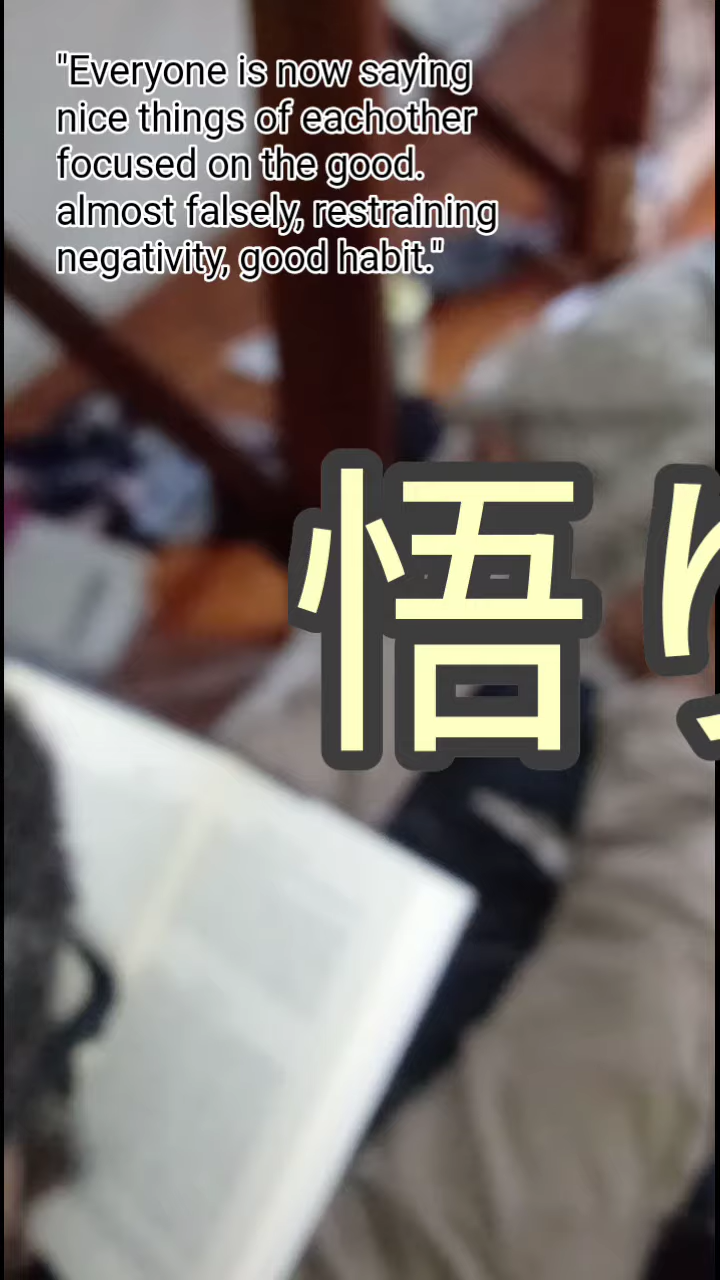 "Everyone is now saying
nice things of eachother
focused on the good.
almost falsely, restraining
negativity, good habit."
悟り